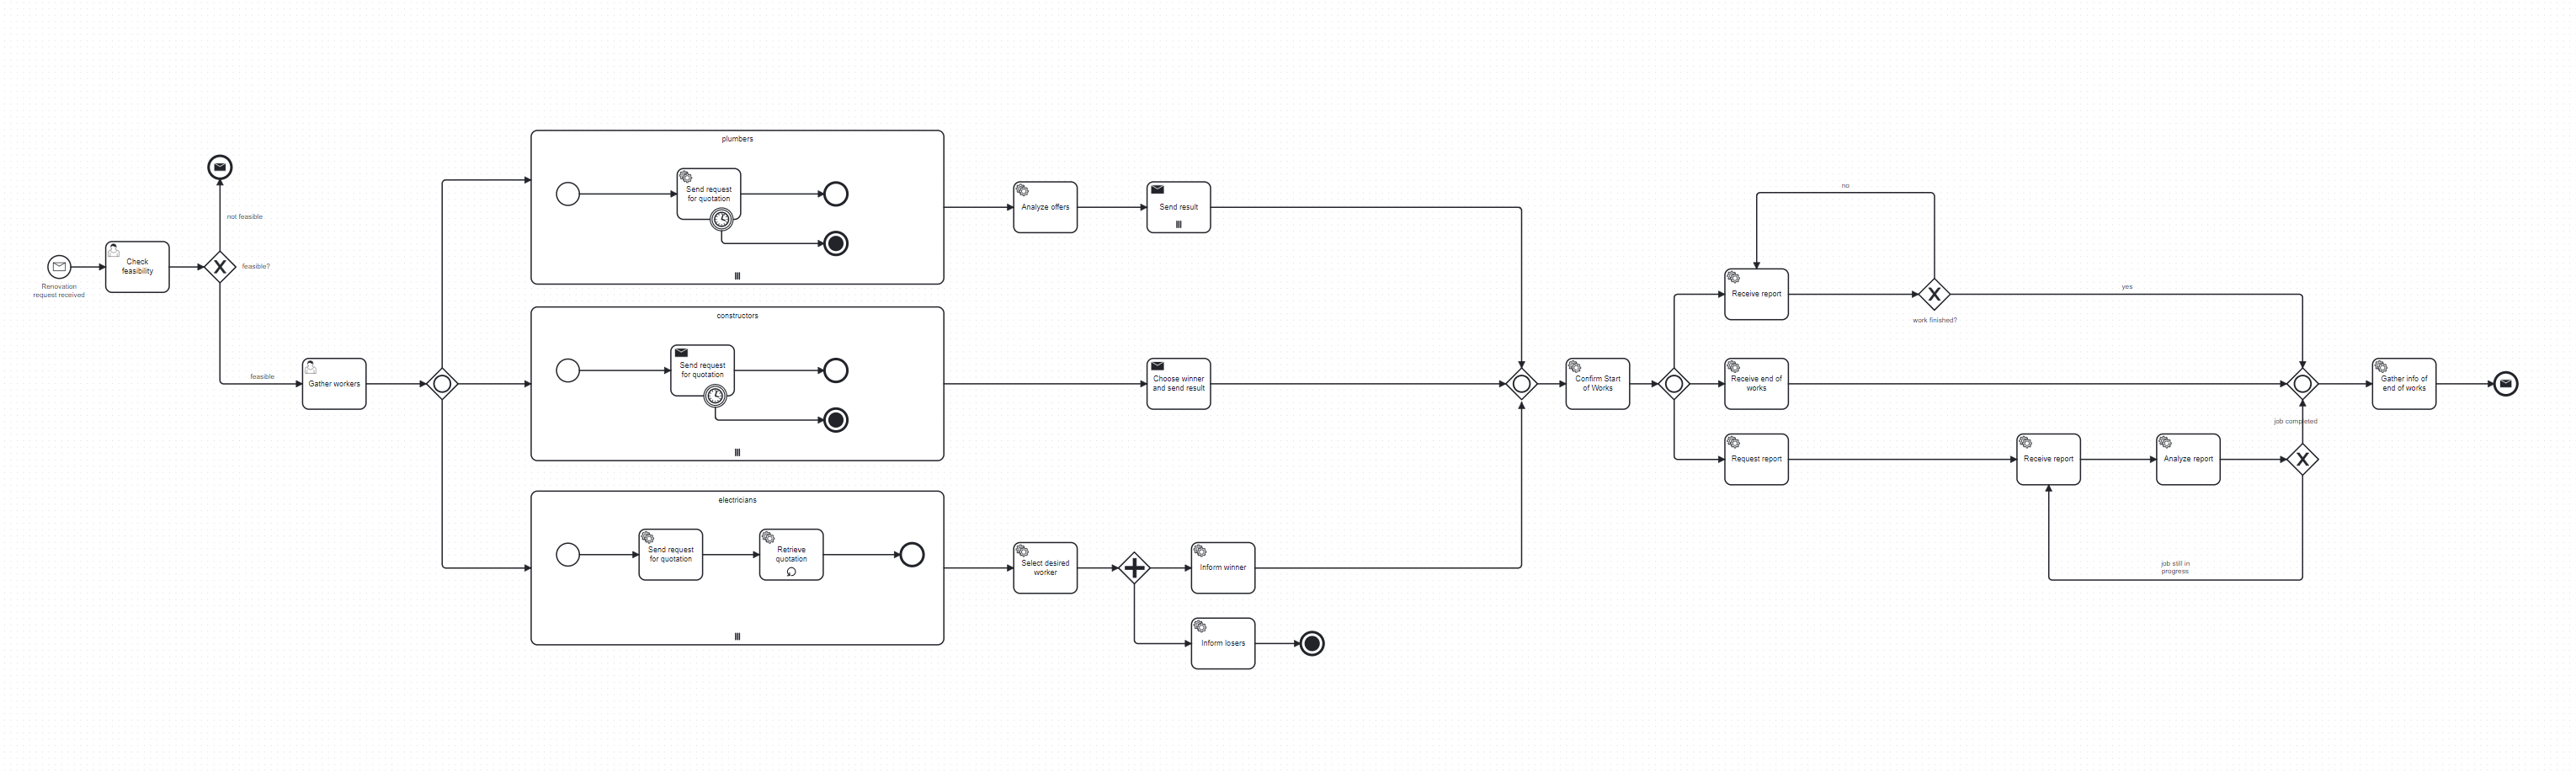 Renovation
request received
Check
feasibility
not feasible
feasible?
feasible
Gather workers
plumbers
Send request
for quotation
constructors
Send request
for quotation
electricians
Send request
for quotation
Retrieve
quotation
Analyze offers
Send result
Choose winner
and send result
Select desired
worker
Inform winner
Inform losers
Confirm Start
of Works
no
Receive report
work finished?
yes
Receive end of
works
Request report
Receive report
Analyze report
job completed
job still in
progress
Gather info of
end of works